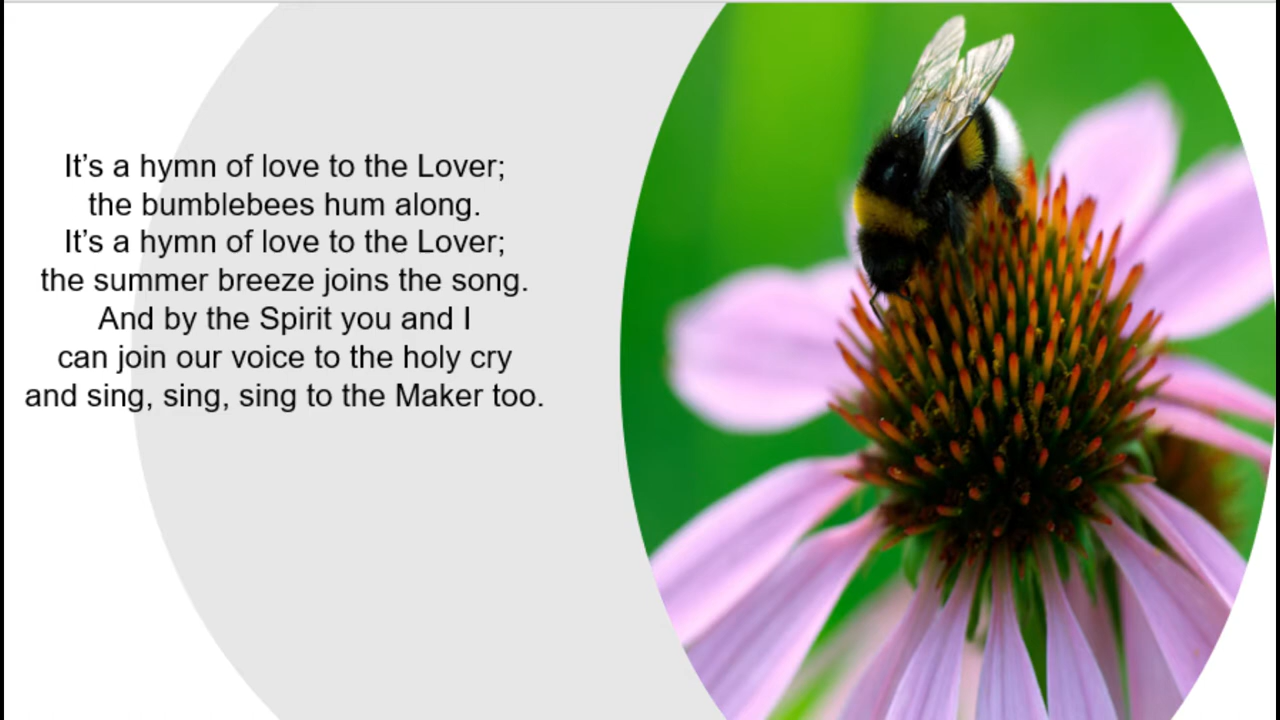 It’s a hymn of love to the Lover;
the bumblebees hum along.
It’s a hymn of love to the Lover;
the summer breeze joins the song.
And by the Spirit you and I
can join our voice to the holy cry
and sing, sing, sing to the Maker too.